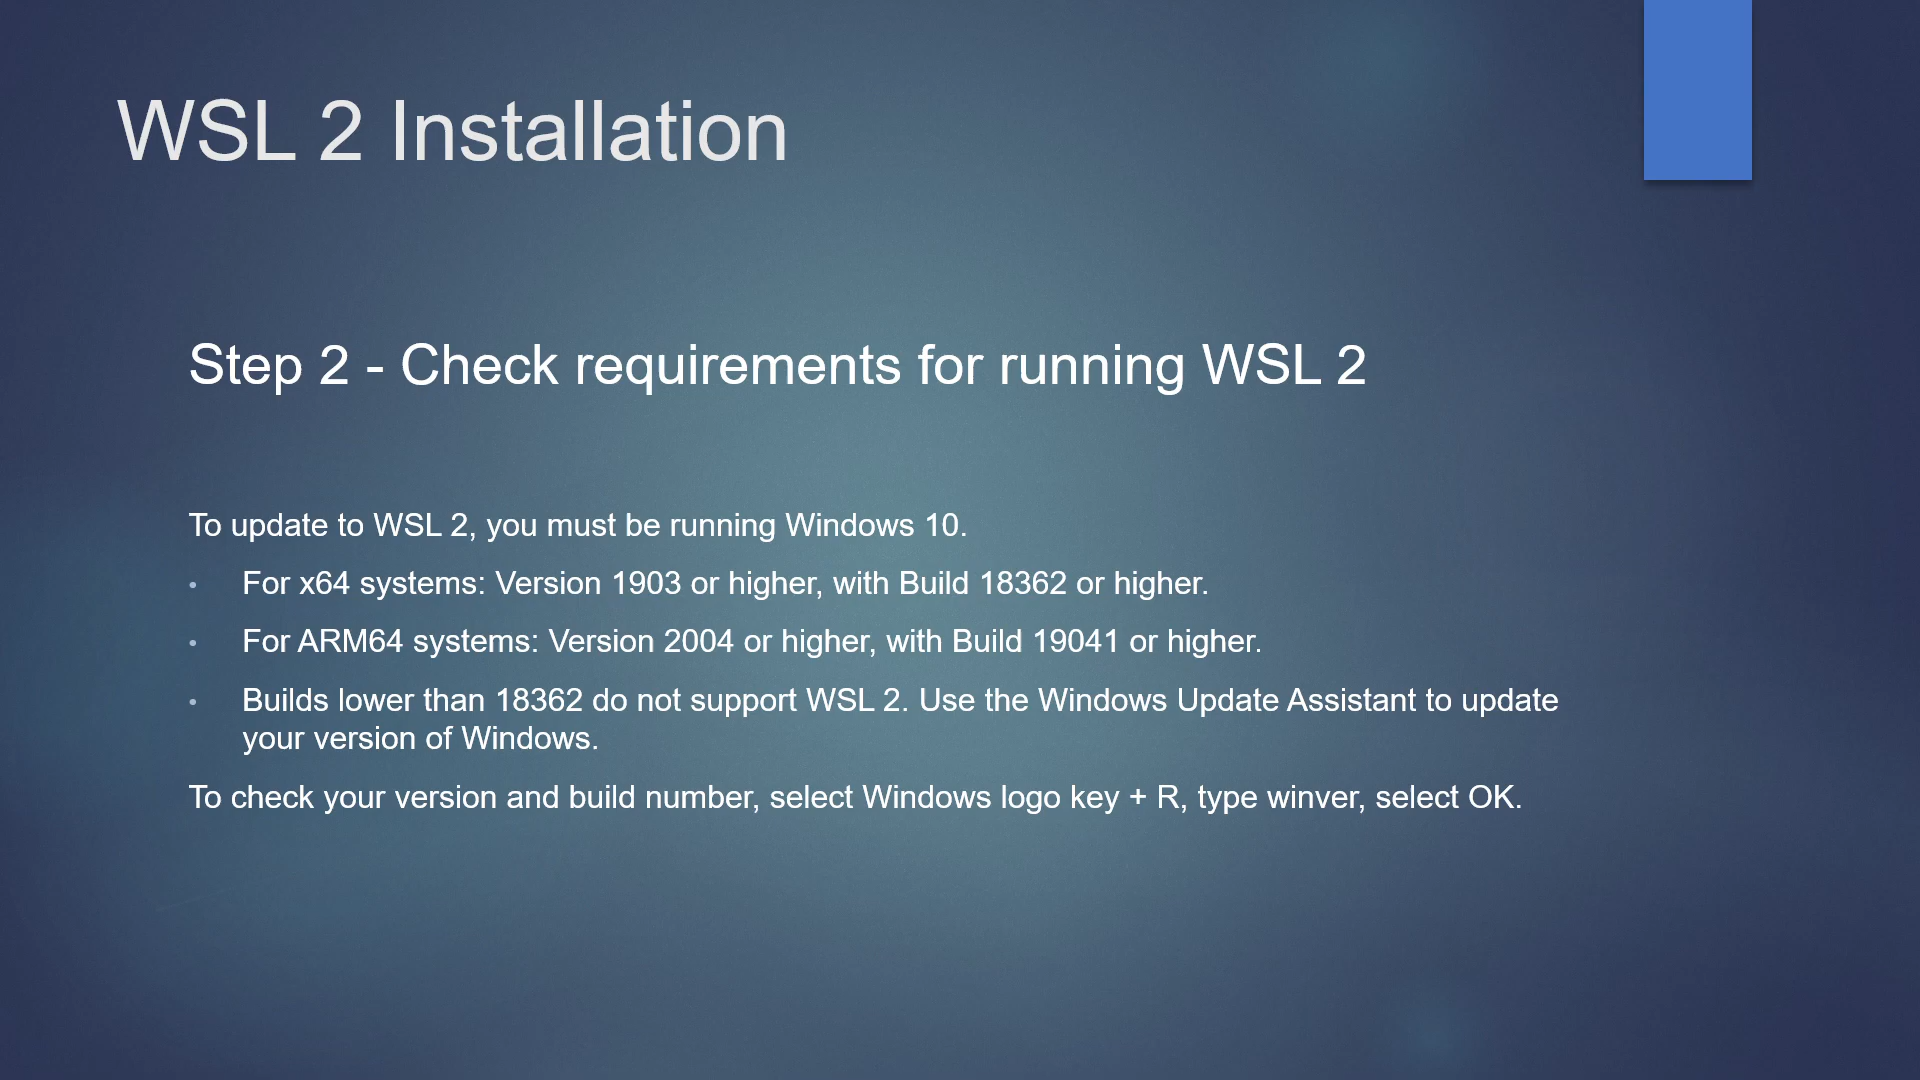 WSL 2 Installation
Step 2 - Check requirements for running WSL 2
To update to WSL 2, you must be running Windows 10.
• For x64 systems: Version 1903 or higher, with Build 18362 or higher.
• For ARM64 systems: Version 2004 or higher, with Build 19041 or higher.
• Builds lower than 18362 do not support WSL 2. Use the Windows Update Assistant to update
your version of Windows.
To check your version and build number, select Windows logo key + R, type winver, select OK.